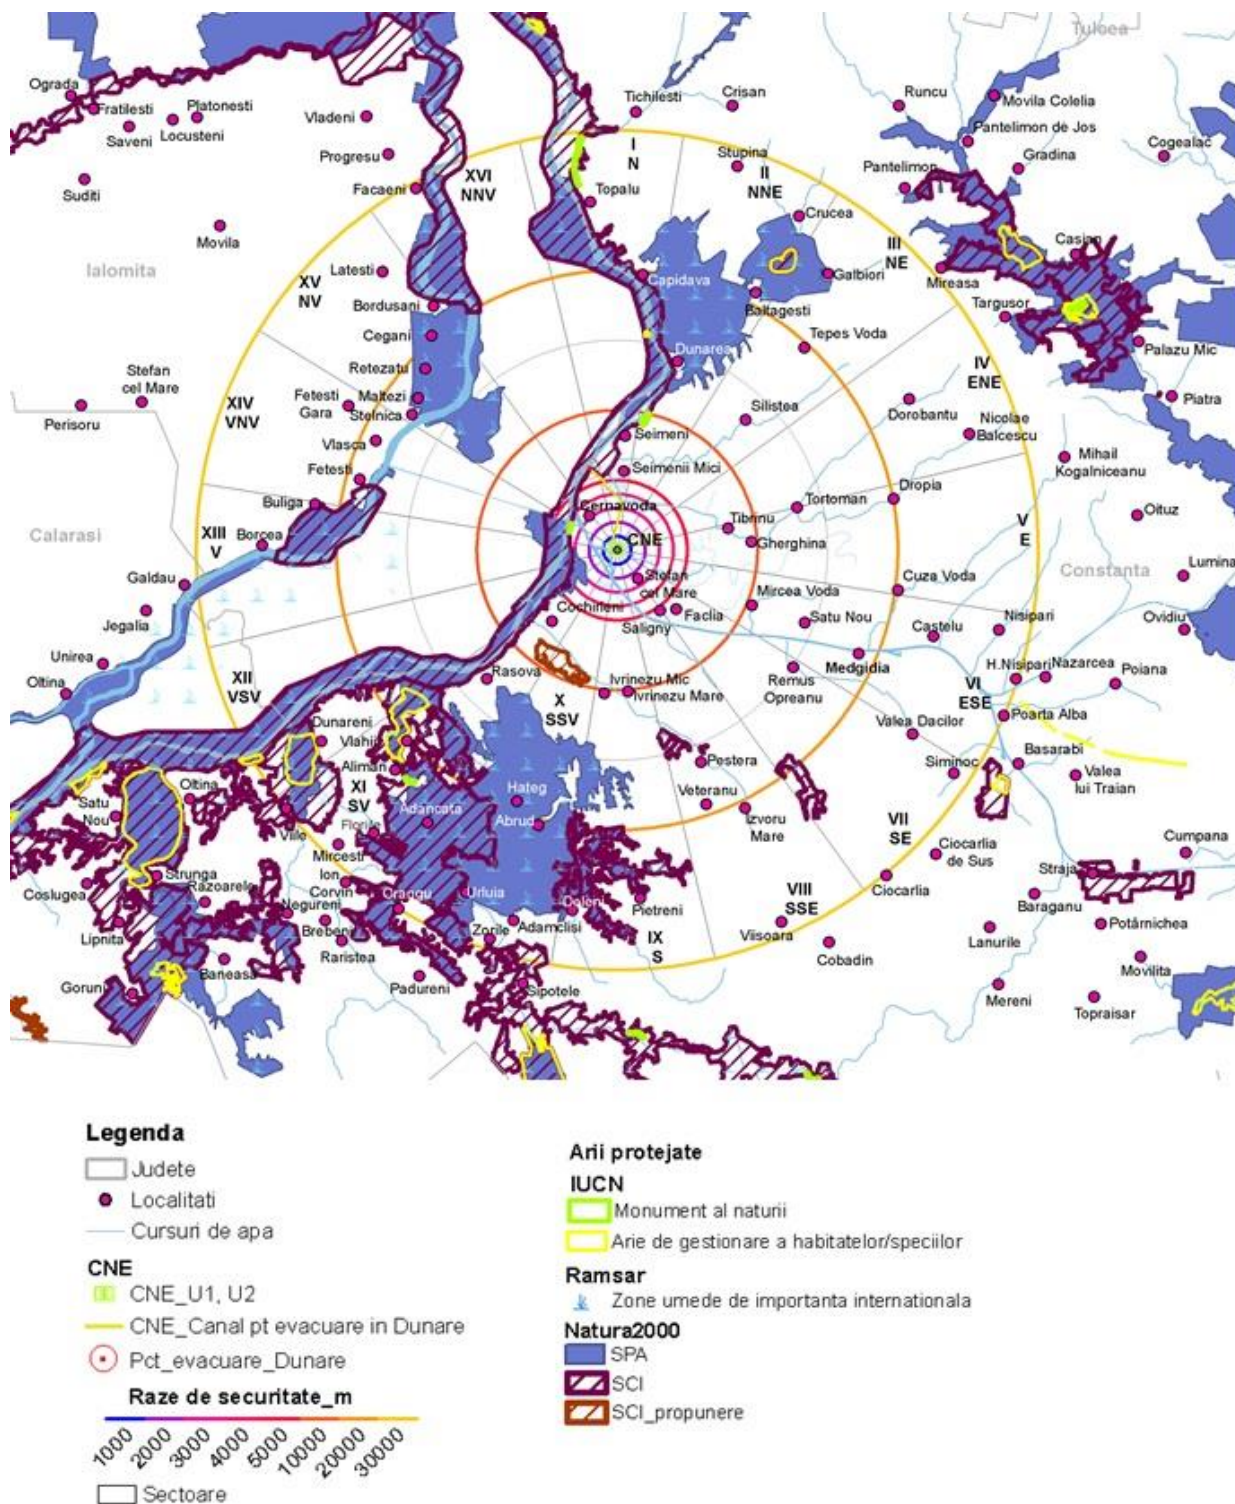 Tulcea
Ograda
Fratilesti
Platonesti
Saveni
Locusteni
Vladeni
Tichilesti
Crisan
Runcu
Movila Colelia
Pantelimon de Jos
Cogealac
Gradina
Pantelimon
Progresu
Facaeni
Suditi
Movila
XVI
NNV
I
N
Stupina
II
NNE
Topalu
Crucea
III
NE
Casian
Ialomita
Latesti
XV
NV
Bordusani
Capidava
Galbiori
Mireasa
Targusor
Baltagesti
Cegani
Tepes Voda
Palazu Mic
Dunarea
Retezatu
Stefan
cel Mare
Perisoru
XIV
VNV
Fetesti
Gara
Maltezi
Stelnica
IV
ENE
Piatra
Silistea
Dorobantu
Nicolae
Balcescu
Vlasca
Seimeni
Mihail
Kogalniceanu
Fetesti
Seimenii Mici
Buliga
Dropia
Cernavoda
Tortoman
Oituz
Calarasi
XIII
V
Borcea
Tibrinu
V
E
CNE
Gherghina
Constanta
Lumina
Galdau
Stefan
cel Mare
Cuza Voda
Jegalia
Cochirleni
Mircea Voda
Faclia
Saligny
Satu Nou
Castelu
Nisipari
Ovidiu
Unirea
Medgidia
Oltina
XII
VSV
Rasova
Ivrinezu Mic
Ivrinezu Mare
Remus
Opreanu
H.Nisipari
Nazarcea
Poiana
VI
ESE
X
SSV
Poarta Alba
Dunareni
Vlahii
Valea Dacilor
Basarabi
Aliman
Pestera
Siminoc
Valea
lui Traian
Oltina
Satu
Nou
XI
SV
Hateg
Veteranu
Adancata
Abrud
Izvoru
Mare
VII
SE
Viile
Florile
Mircesti
Ciocarlia
de Sus
Cumpana
Ion
Corvin
Straja
Strunga
Coslugea
Razoarele
Urluia
Ciocarlia
VIII
SSE
Negureni
Pietreni
Baraganu
Lipnita
Zorile
Adamclisi
Viisoara
Potârnichea
Raristea
IX
S
Cobadin
Lanurile
Baneasa
Padureni
Movilita
Sipotele
Mereni
Topraisar
Legenda
Judete
Localitati
Cursuri de apa
CNE
CNE_U1, U2
CNE_Canal pt evacuare in Dunare
Pct_evacuare_Dunare
Raze de securitate_m
1000
2000
3000
4000
5000
10000
20000
30000
Sectoare
Arii protejate
IUCN
Monument al naturii
Arie de gestionare a habitatelor/speciilor
Ramsar
Zone umede de importanta internationala
Natura2000
SPA
SCI
SCI_propunere